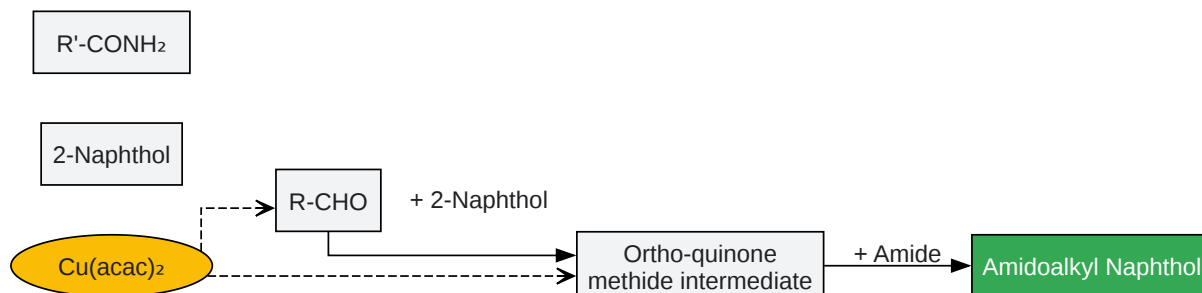 R'-CONH₂
2-Naphthol
R-CHO
+ 2-Naphthol
Cu(acac)₂
Ortho-quinone
methide intermediate
+ Amide
Amidoalkyl Naphthol